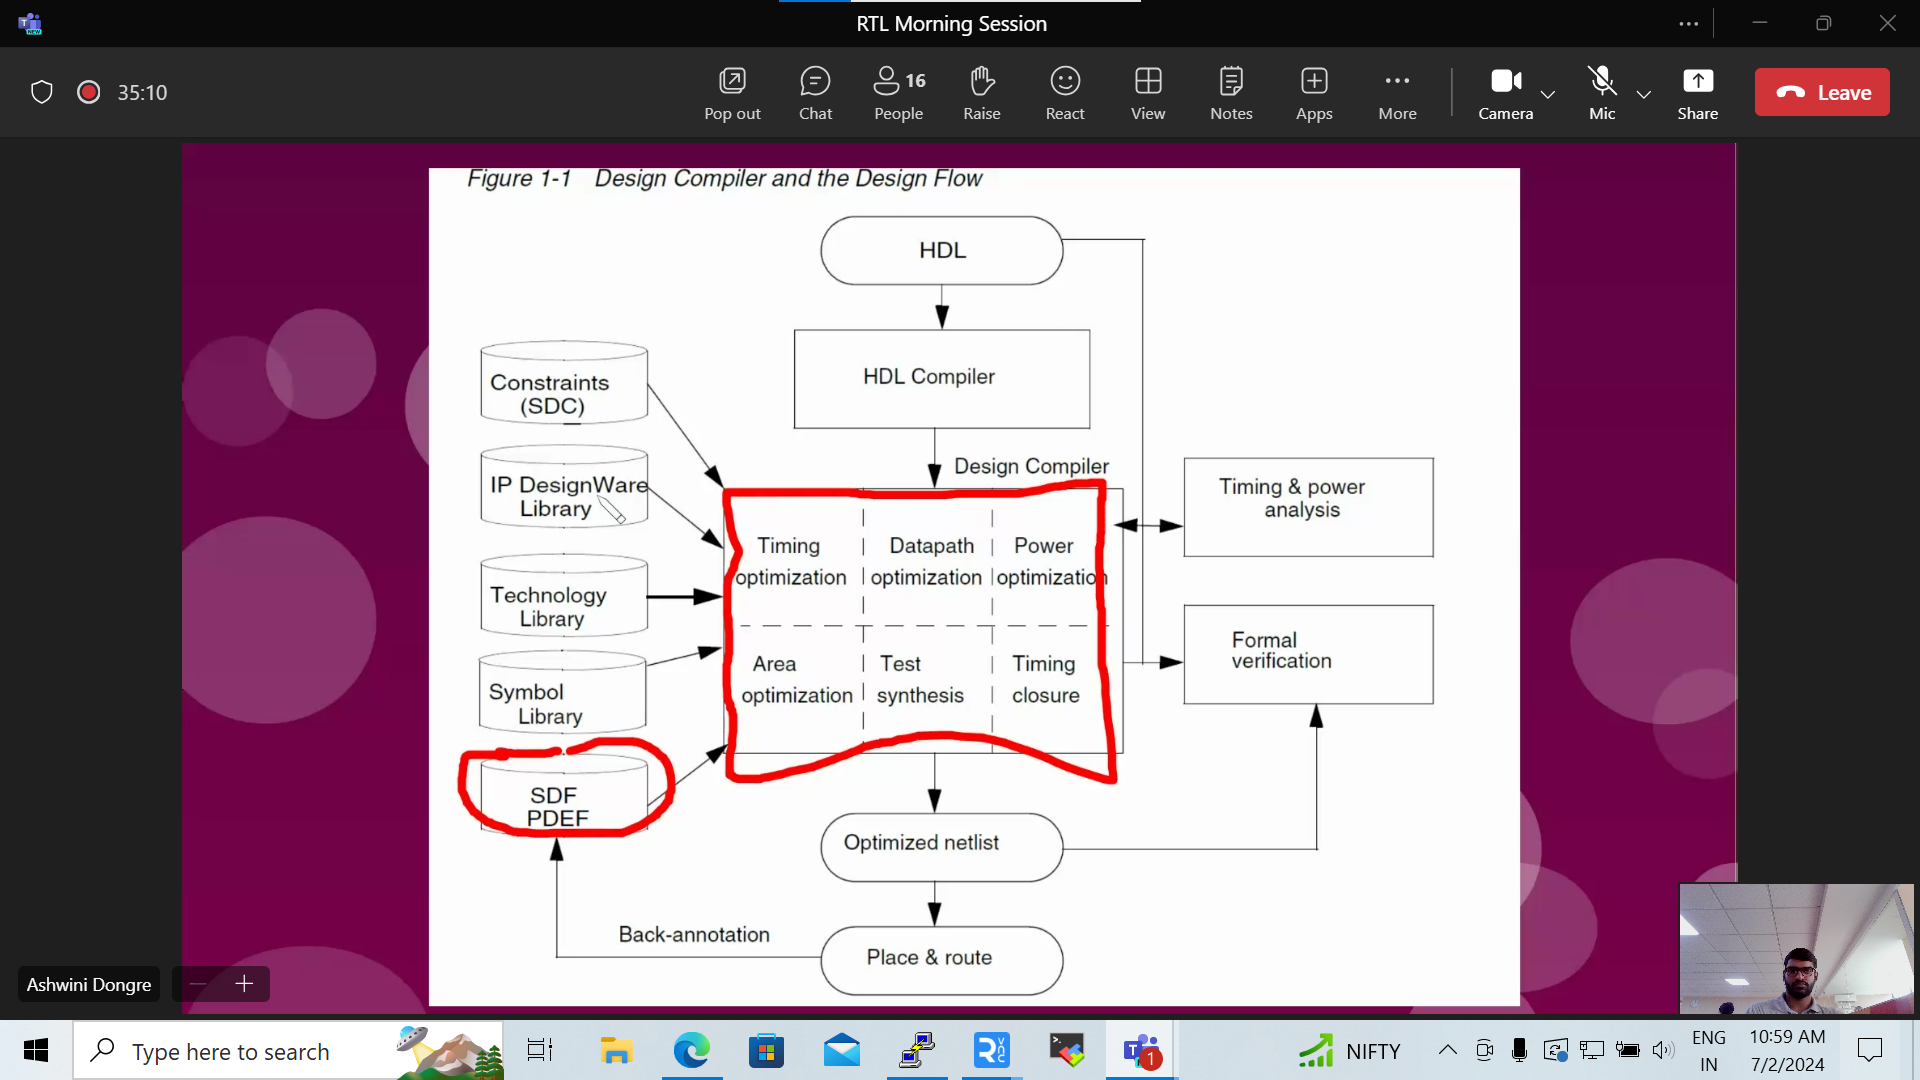 RTL Morning Session
35:10
Pop out
Chat
16
People
Raise
React
View
Notes
Apps
More
Camera
Mic
Share
Leave
Figure 1-1 Design Compiler and the Design Flow
HDL
HDL Compiler
Design Compiler
Constraints
(SDC)
IP DesignWare
Library
Technology
Library
Symbol
Library
SDF
PDEF
Timing
optimization
Datapath
optimization
Power
optimization
Area
optimization
Test
synthesis
Timing
closure
Timing & power
analysis
Formal
verification
Optimized netlist
Back-annotation
Place & route
Ashwini Dongre
Type here to search
NEW
1
NIFTY
ENG
IN
10:59 AM
7/2/2024